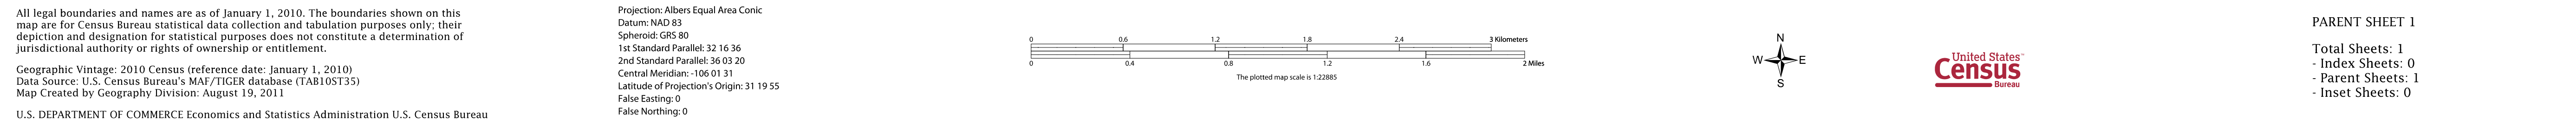 All legal boundaries and names are as of January 1, 2010. The boundaries shown on this
map are for Census Bureau statistical data collection and tabulation purposes only; their
depiction and designation for statistical purposes does not constitute a determination of
jurisdictional authority or rights of ownership or entitlement.
Geographic Vintage: 2010 Census (reference date: January 1, 2010)
Data Source: U.S. Census Bureau's MAF/TIGER database (TAB10ST35)
Map Created by Geography Division: August 19, 2011
U.S. DEPARTMENT OF COMMERCE Economics and Statistics Administration U.S. Census Bureau
Projection: Albers Equal Area Conic
Datum: NAD 83
Spheroid: GRS 80
1st Standard Parallel: 32 16 36
2nd Standard Parallel: 36 03 20
Central Meridian: -106 01 31
Latitude of Projection's Origin: 31 19 55
False Easting: 0
False Northing: 0
0 0.6 1.2 1.8 2.4 3 Kilometers
0 0.4 0.8 1.2 1.6 2 Miles
The plotted map scale is 1:22885
N
W E
S
United States™
Census
Bureau
PARENT SHEET 1
Total Sheets: 1
- Index Sheets: 0
- Parent Sheets: 1
- Inset Sheets: 0